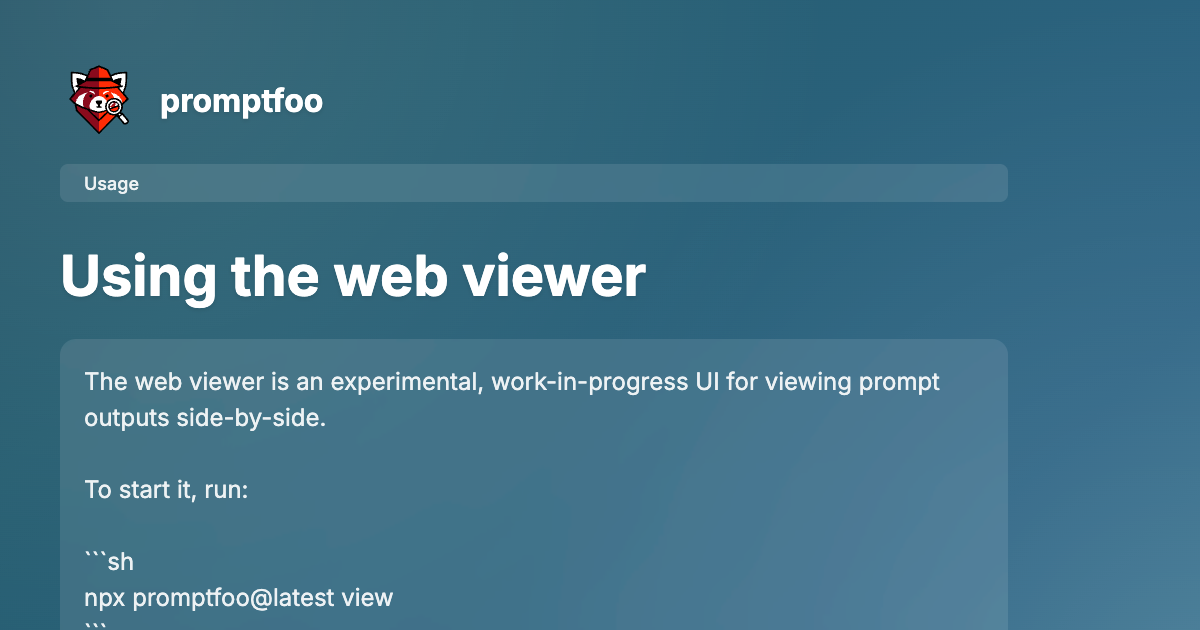 promptfoo
Usage
Using the web viewer
The web viewer is an experimental, work-in-progress UI for viewing prompt
outputs side-by-side.
To start it, run:
```sh
npx promptfoo@latest view
```